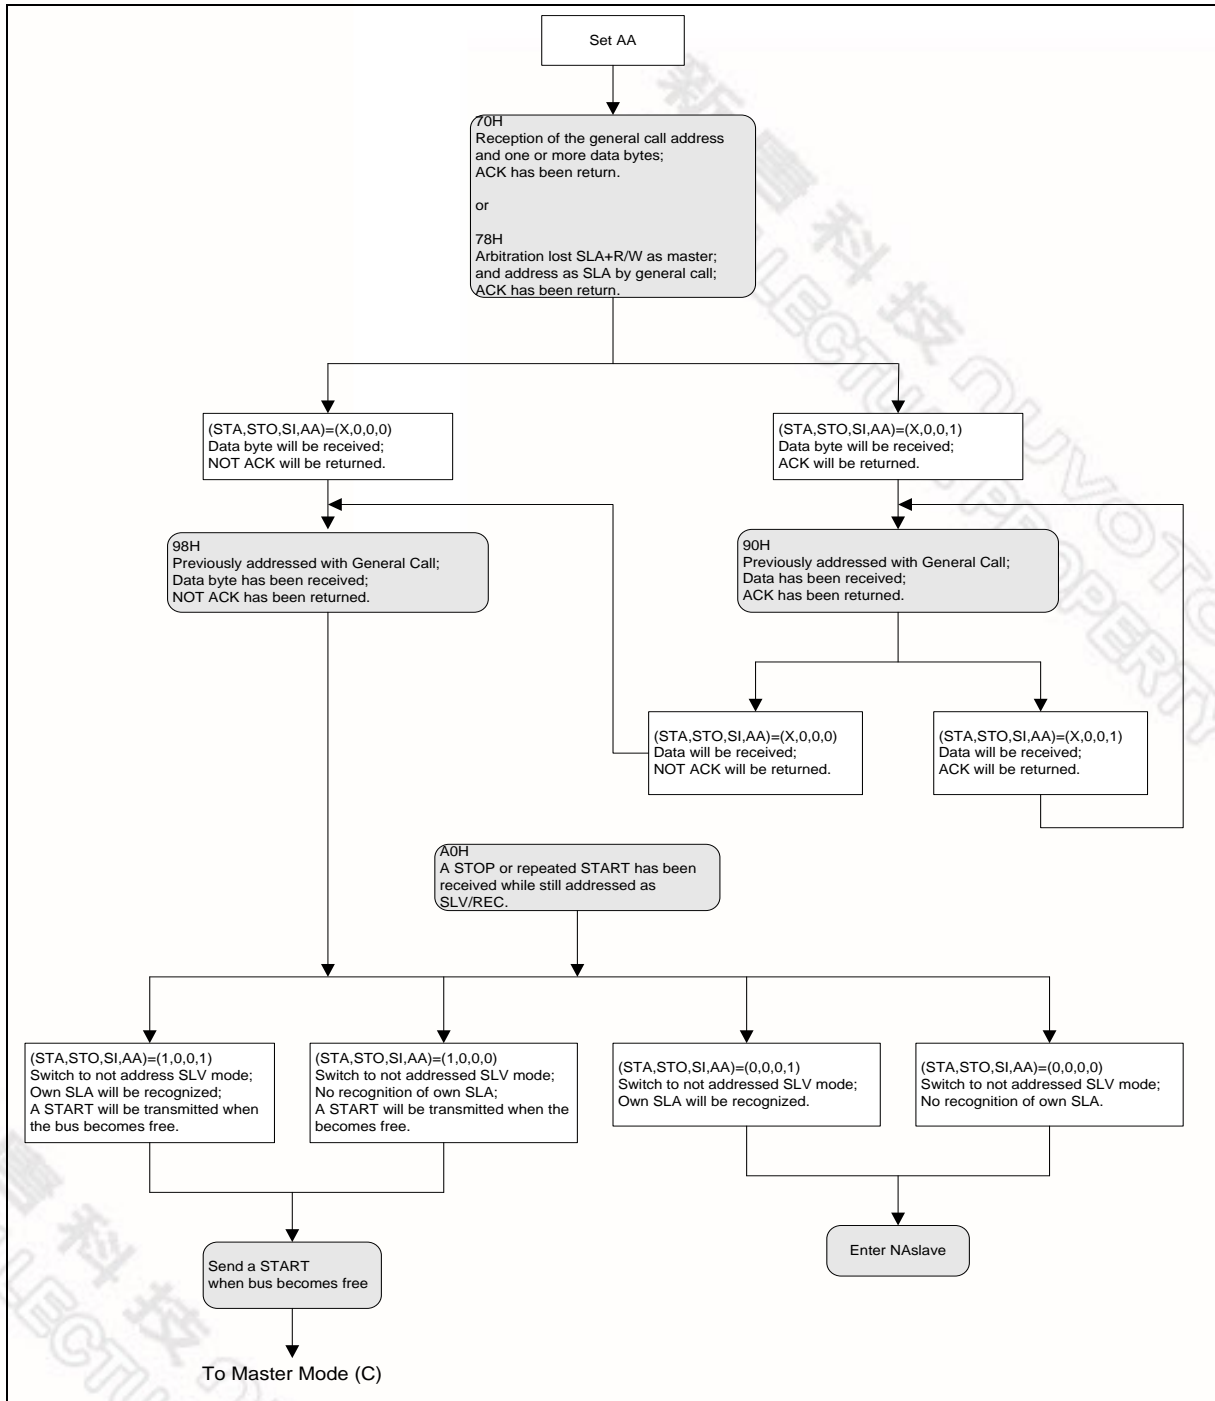 Set AA
70H
Reception of the general call address
and one or more data bytes;
ACK has been return.
or
78H
Arbitration lost SLA+R/W as master;
and address as SLA by general call;
ACK has been return.
(STA,STO,SI,AA)=(X,0,0,0)
Data byte will be received;
NOT ACK will be returned.
(STA,STO,SI,AA)=(X,0,0,1)
Data byte will be received;
ACK will be returned.
98H
Previously addressed with General Call;
Data byte has been received;
NOT ACK has been returned.
90H
Previously addressed with General Call;
Data has been received;
ACK has been returned.
(STA,STO,SI,AA)=(X,0,0,0)
Data will be received;
NOT ACK will be returned.
(STA,STO,SI,AA)=(X,0,0,1)
Data will be received;
ACK will be returned.
A0H
A STOP or repeated START has been
received while still addressed as
SLV/REC.
(STA,STO,SI,AA)=(1,0,0,1)
Switch to not address SLV mode;
Own SLA will be recognized;
A START will be transmitted when
the bus becomes free.
(STA,STO,SI,AA)=(1,0,0,0)
Switch to not addressed SLV mode;
No recognition of own SLA;
A START will be transmitted when the
becomes free.
(STA,STO,SI,AA)=(0,0,0,1)
Switch to not addressed SLV mode;
Own SLA will be recognized.
(STA,STO,SI,AA)=(0,0,0,0)
Switch to not addressed SLV mode;
No recognition of own SLA.
Send a START
when bus becomes free
Enter NAslave
To Master Mode (C)